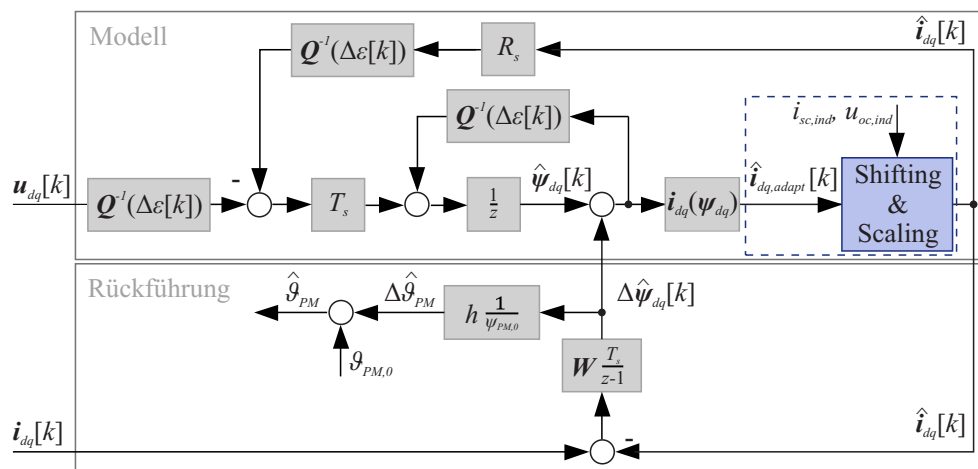 Modell
Q⁻¹(Δε[k])
R_s
î_dq[k]
Q⁻¹(Δε[k])
i_sc,ind, u_oc,ind
u_dq[k]
Q⁻¹(Δε[k])
-
T_s
1/z
ψ̂_dq[k]
i_dq(ψ_dq)
î_dq,adapt[k]
Shifting
&
Scaling
Rückführung
ϑ̂_PM
Δϑ̂_PM
h 1/ψ_PM,0
Δψ̂_dq[k]
ϑ_PM,0
W T_s/z-1
i_dq[k]
-
î_dq[k]